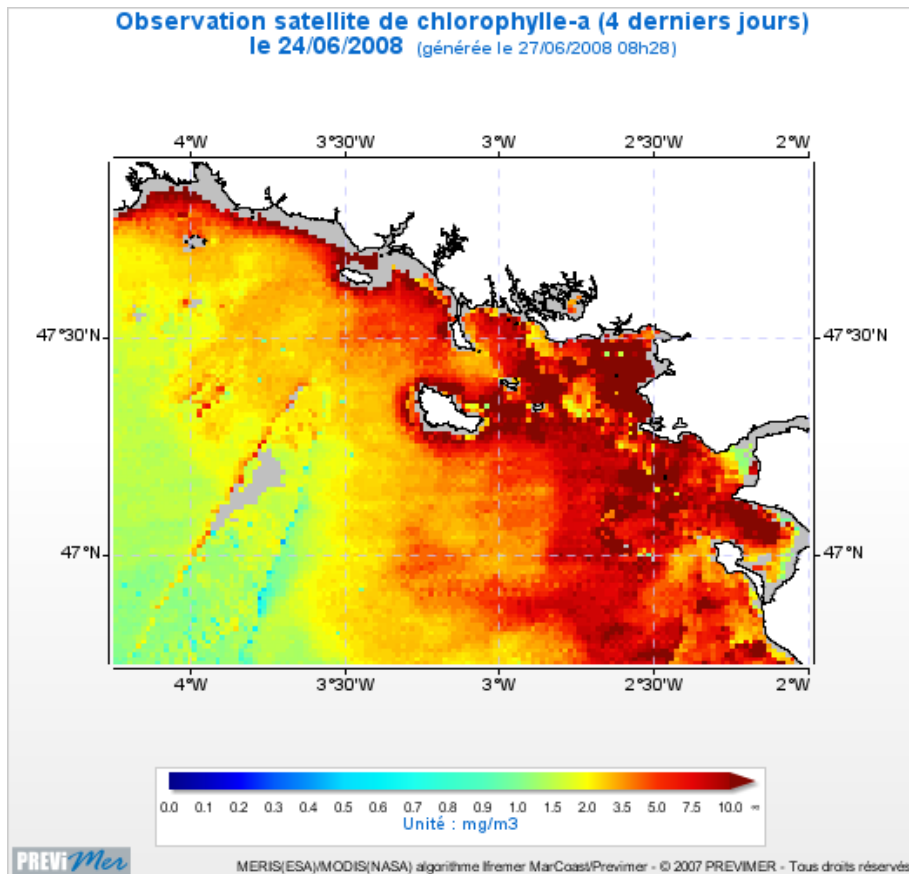 Observation satellite de chlorophylle-a (4 derniers jours)
le 24/06/2008 (générée le 27/06/2008 08h28)
4°W 3°30'W 3°W 2°30'W 2°W
47°30'N 47°30'N
47°N 47°N
4°W 3°30'W 3°W 2°30'W 2°W
0.0 0.1 0.2 0.3 0.4 0.5 0.6 0.7 0.8 0.9 1.0 1.5 2.0 3.5 5.0 7.5 10.0 ∞
Unité : mg/m3
PREViMer MERIS(ESA)/MODIS(NASA) algorithme Ifremer MarCoast/Previmer - © 2007 PREVIMER - Tous droits réservés